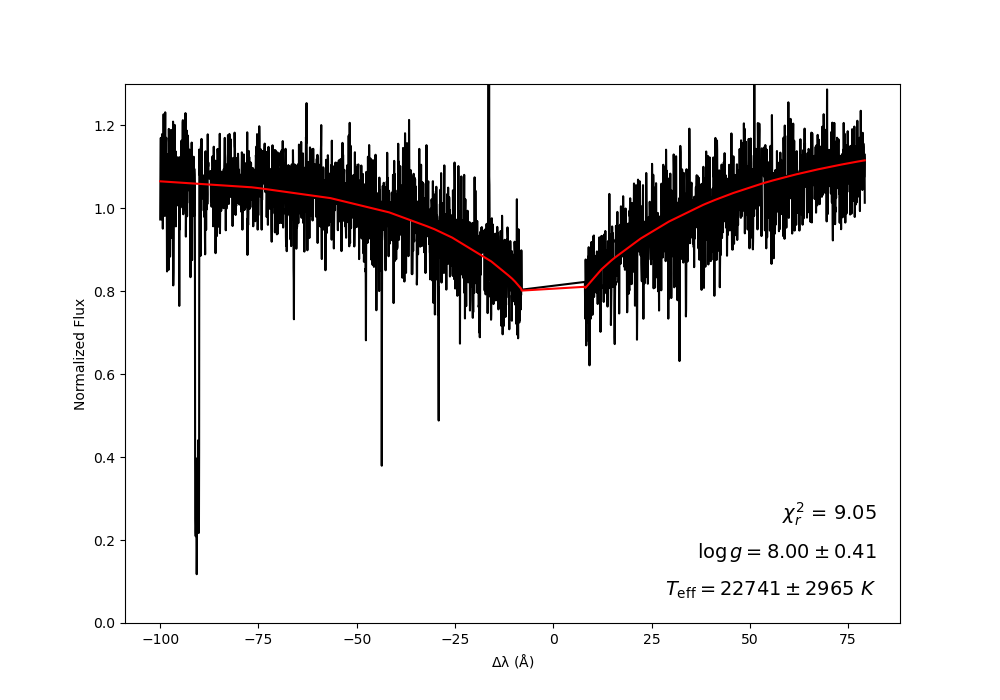 1.2
1.0
0.8
0.6
0.4
0.2
0.0
Normalized Flux
χ²ᵣ = 9.05
log g = 8.00 ± 0.41
T_eff = 22741 ± 2965 K
−100 −75 −50 −25 0 25 50 75
Δλ (Å)